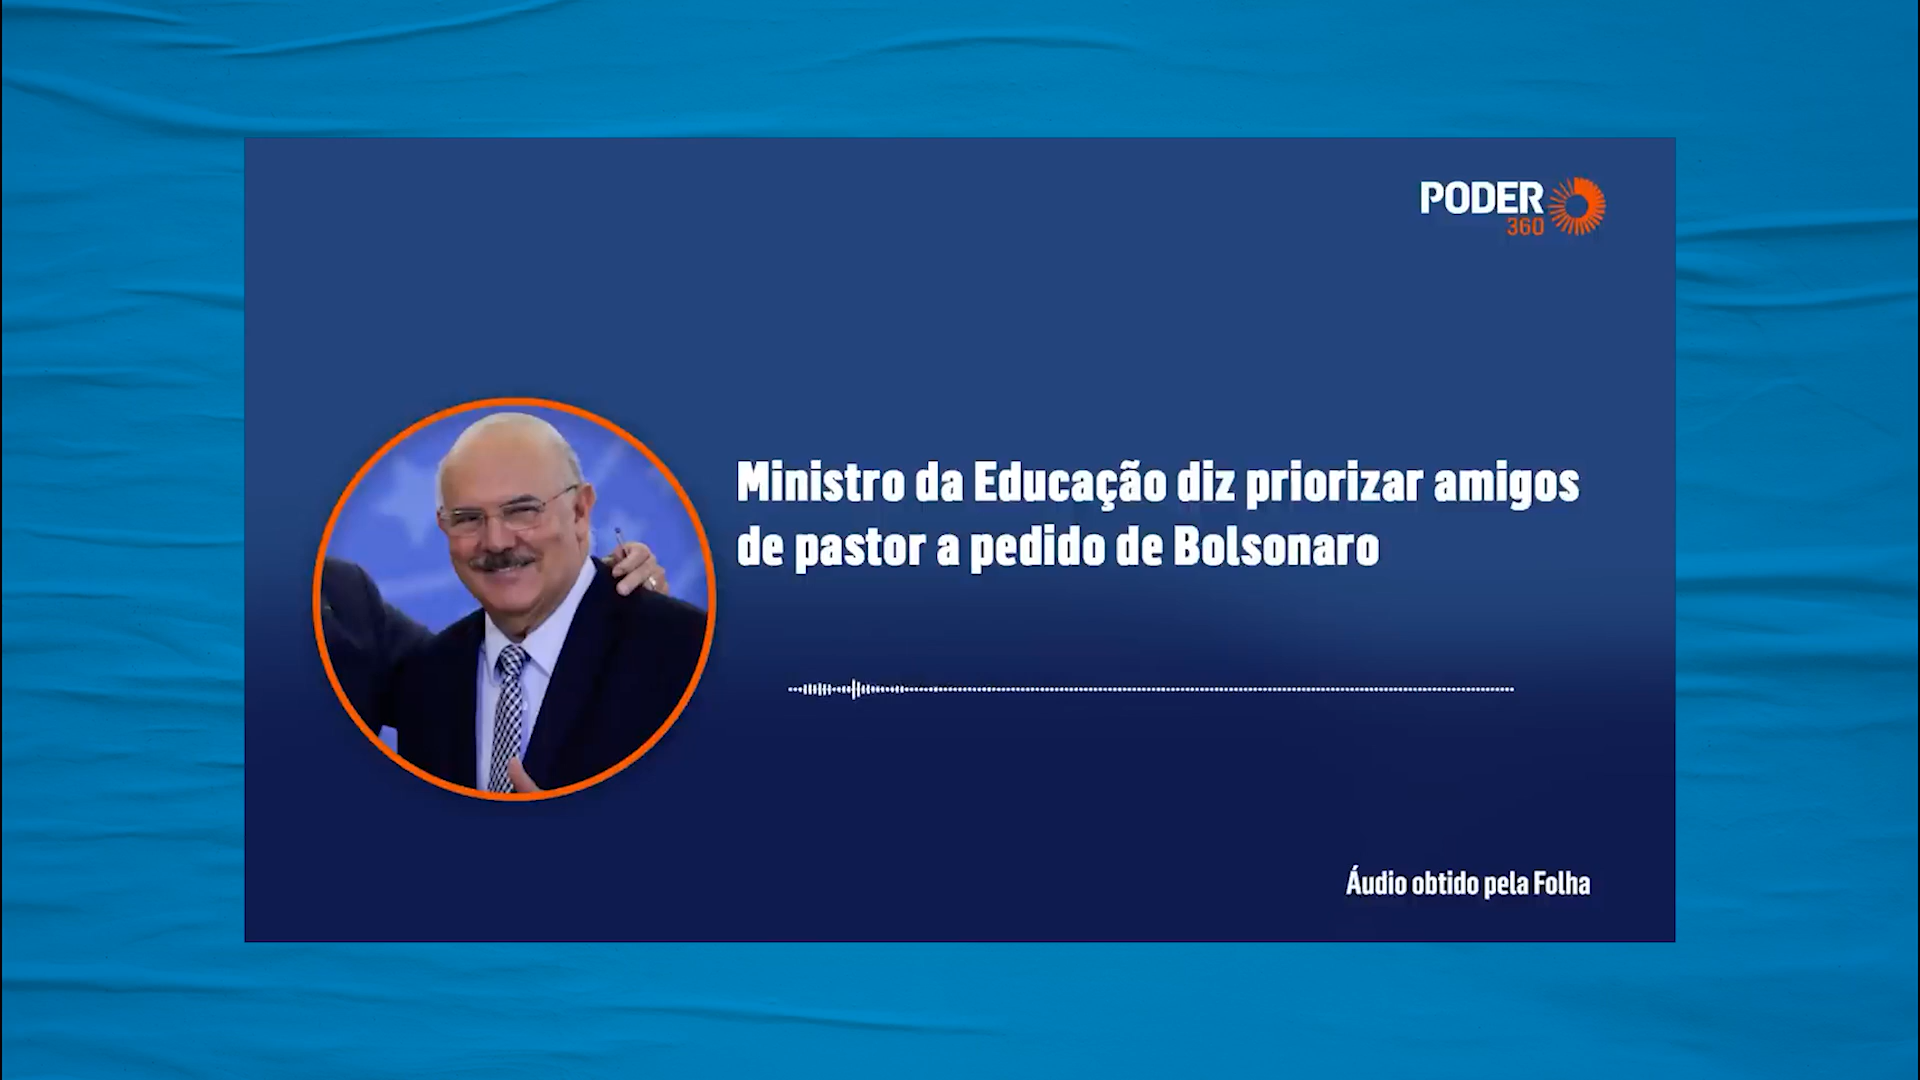 PODER
360
Ministro da Educação diz priorizar amigos
de pastor a pedido de Bolsonaro
Áudio obtido pela Folha